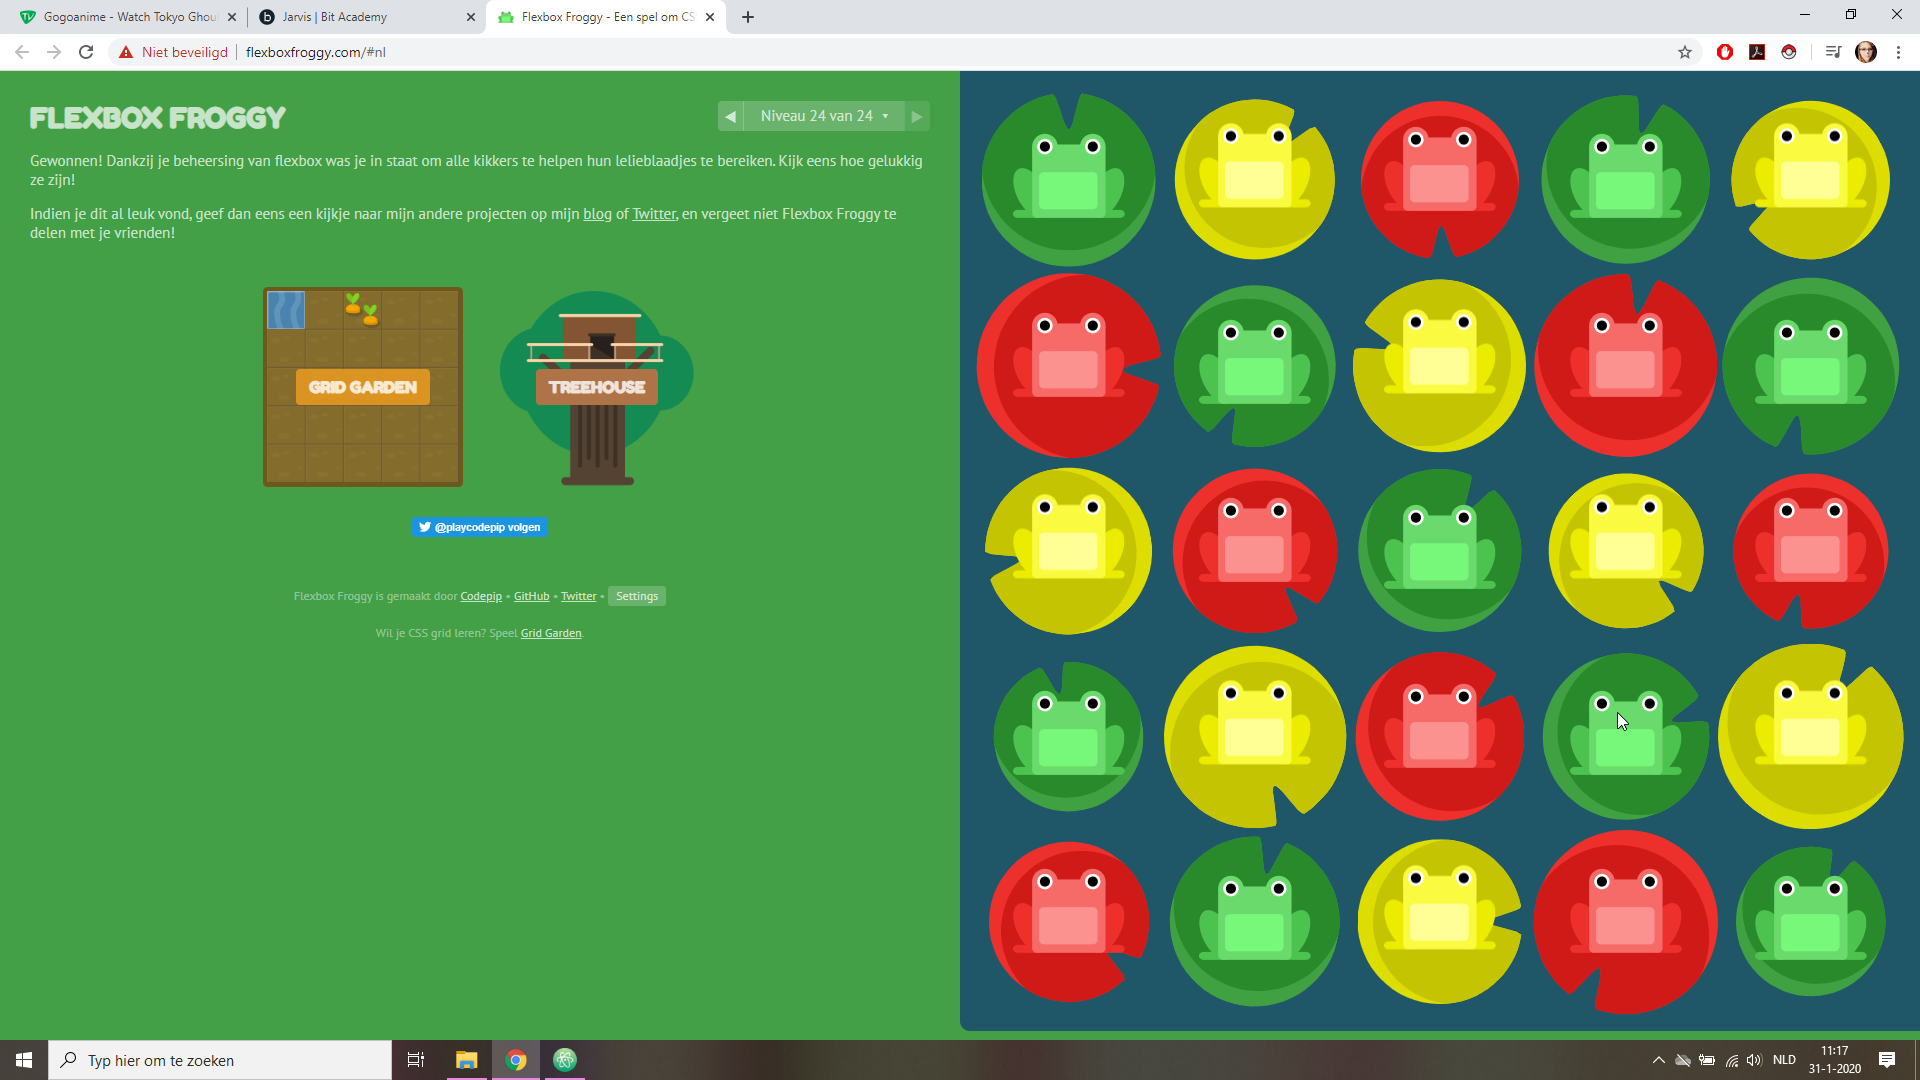 Gogoanime - Watch Tokyo Ghou
Jarvis | Bit Academy
Flexbox Froggy - Een spel om CS
Niet beveiligd
flexboxfroggy.com/#nl
FLEXBOX FROGGY
Niveau 24 van 24
Gewonnen! Dankzij je beheersing van flexbox was je in staat om alle kikkers te helpen hun lelieblaadjes te bereiken. Kijk eens hoe gelukkig
ze zijn!
Indien je dit al leuk vond, geef dan eens een kijkje naar mijn andere projecten op mijn blog of Twitter, en vergeet niet Flexbox Froggy te
delen met je vrienden!
GRID GARDEN
TREEHOUSE
@playcodepip volgen
Flexbox Froggy is gemaakt door Codepip • GitHub • Twitter • Settings
Wil je CSS grid leren? Speel Grid Garden.
Typ hier om te zoeken
NLD
11:17
31-1-2020